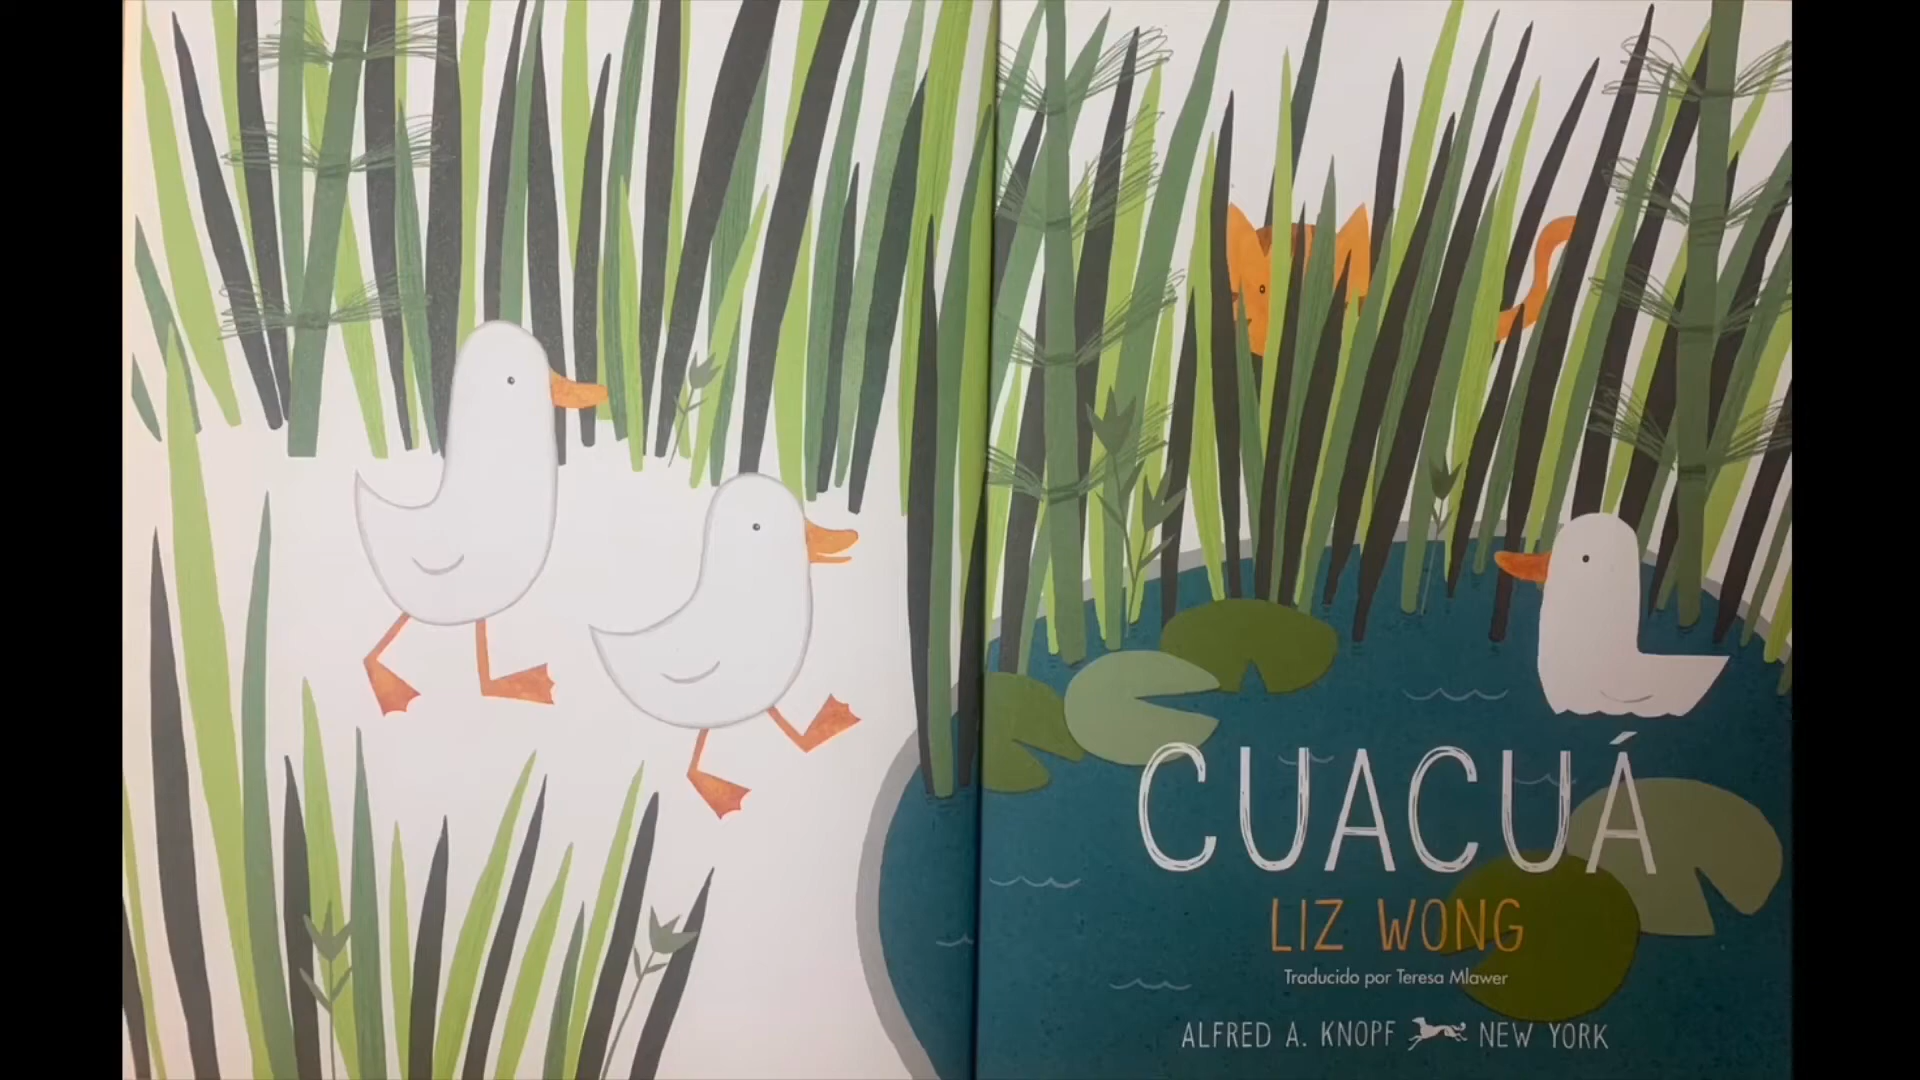 CUACUÁ
LIZ WONG
Traducido por Teresa Mlawer
ALFRED A. KNOPF NEW YORK